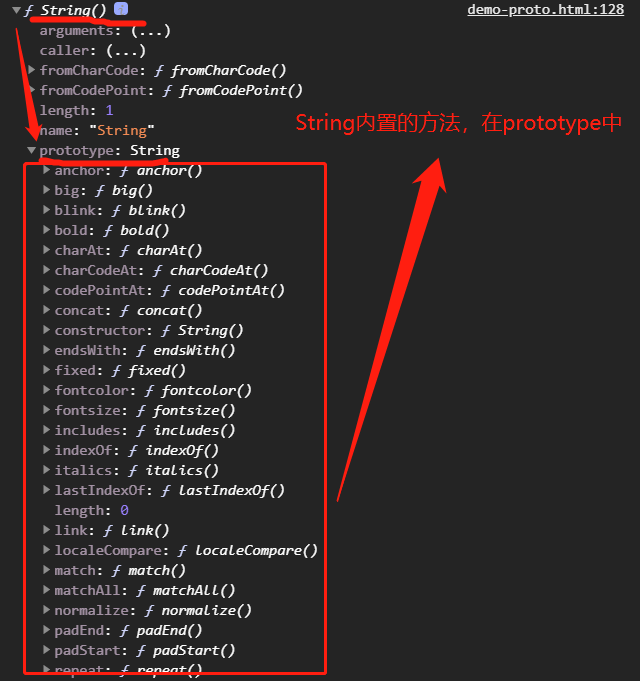 ƒ String() i
demo-proto.html:128
arguments: (...)
caller: (...)
fromCharCode: ƒ fromCharCode()
fromCodePoint: ƒ fromCodePoint()
length: 1
name: "String"
String内置的方法，在prototype中
prototype: String
anchor: ƒ anchor()
big: ƒ big()
blink: ƒ blink()
bold: ƒ bold()
charAt: ƒ charAt()
charCodeAt: ƒ charCodeAt()
codePointAt: ƒ codePointAt()
concat: ƒ concat()
constructor: ƒ String()
endsWith: ƒ endsWith()
fixed: ƒ fixed()
fontcolor: ƒ fontcolor()
fontsize: ƒ fontsize()
includes: ƒ includes()
indexOf: ƒ indexOf()
italics: ƒ italics()
lastIndexOf: ƒ lastIndexOf()
length: 0
link: ƒ link()
localeCompare: ƒ localeCompare()
match: ƒ match()
matchAll: ƒ matchAll()
normalize: ƒ normalize()
padEnd: ƒ padEnd()
padStart: ƒ padStart()
repeat: ƒ repeat()